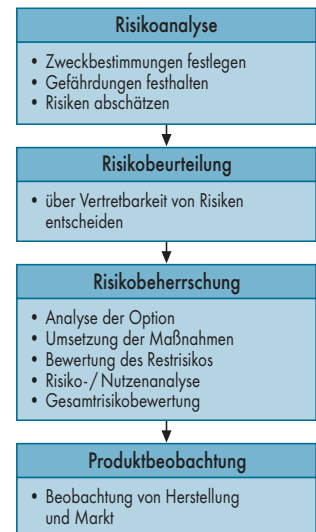 Risikoanalyse
• Zweckbestimmungen festlegen
• Gefährdungen festhalten
• Risiken abschätzen
Risikobeurteilung
• über Vertretbarkeit von Risiken
entscheiden
Risikobeherrschung
• Analyse der Option
• Umsetzung der Maßnahmen
• Bewertung des Restrisikos
• Risiko-/Nutzenanalyse
• Gesamtrisikobewertung
Produktbeobachtung
• Beobachtung von Herstellung
und Markt